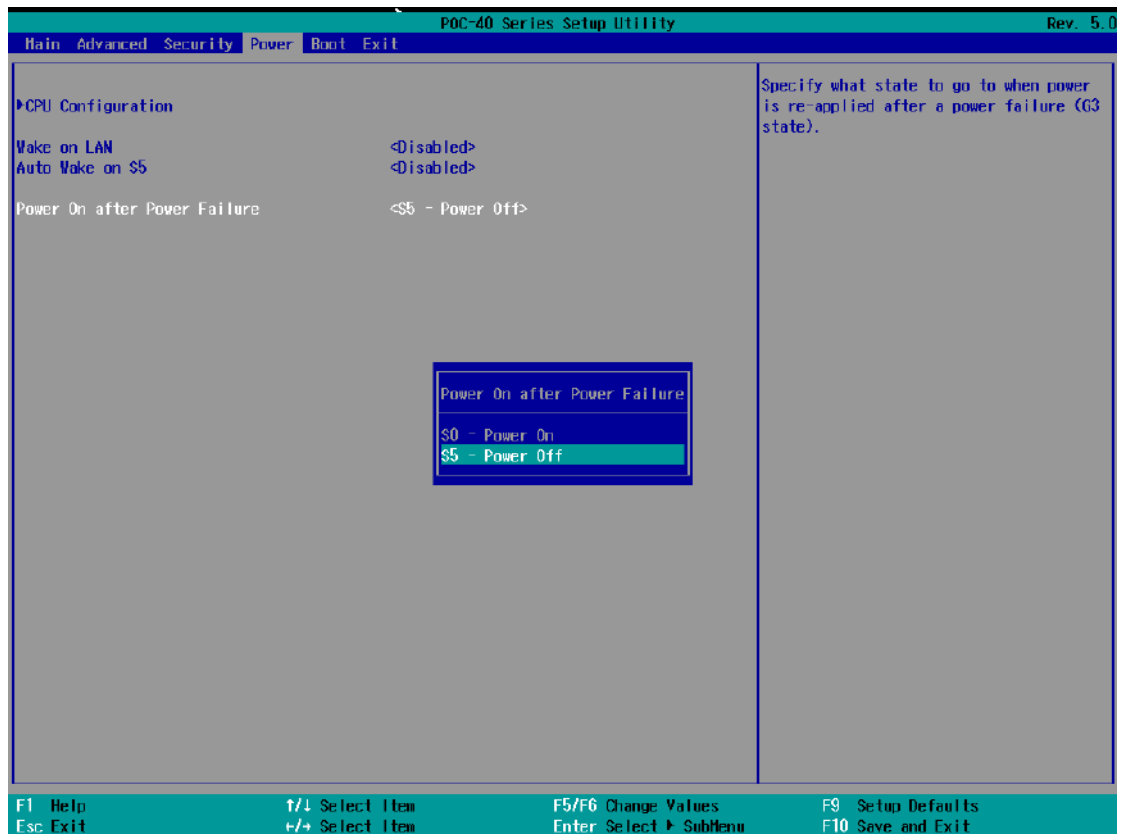 POC-40 Series Setup Utility Rev. 5.0
Main Advanced Security Power Boot Exit
▶CPU Configuration
Wake on LAN <Disabled>
Auto Wake on S5 <Disabled>
Power On after Power Failure <S5 - Power Off>
Specify what state to go to when power
is re-applied after a power failure (G3
state).
Power On after Power Failure
S0 - Power On
S5 - Power Off
F1 Help ↑/↓ Select Item F5/F6 Change Values F9 Setup Defaults
Esc Exit ←/→ Select Item Enter Select ▶ SubMenu F10 Save and Exit